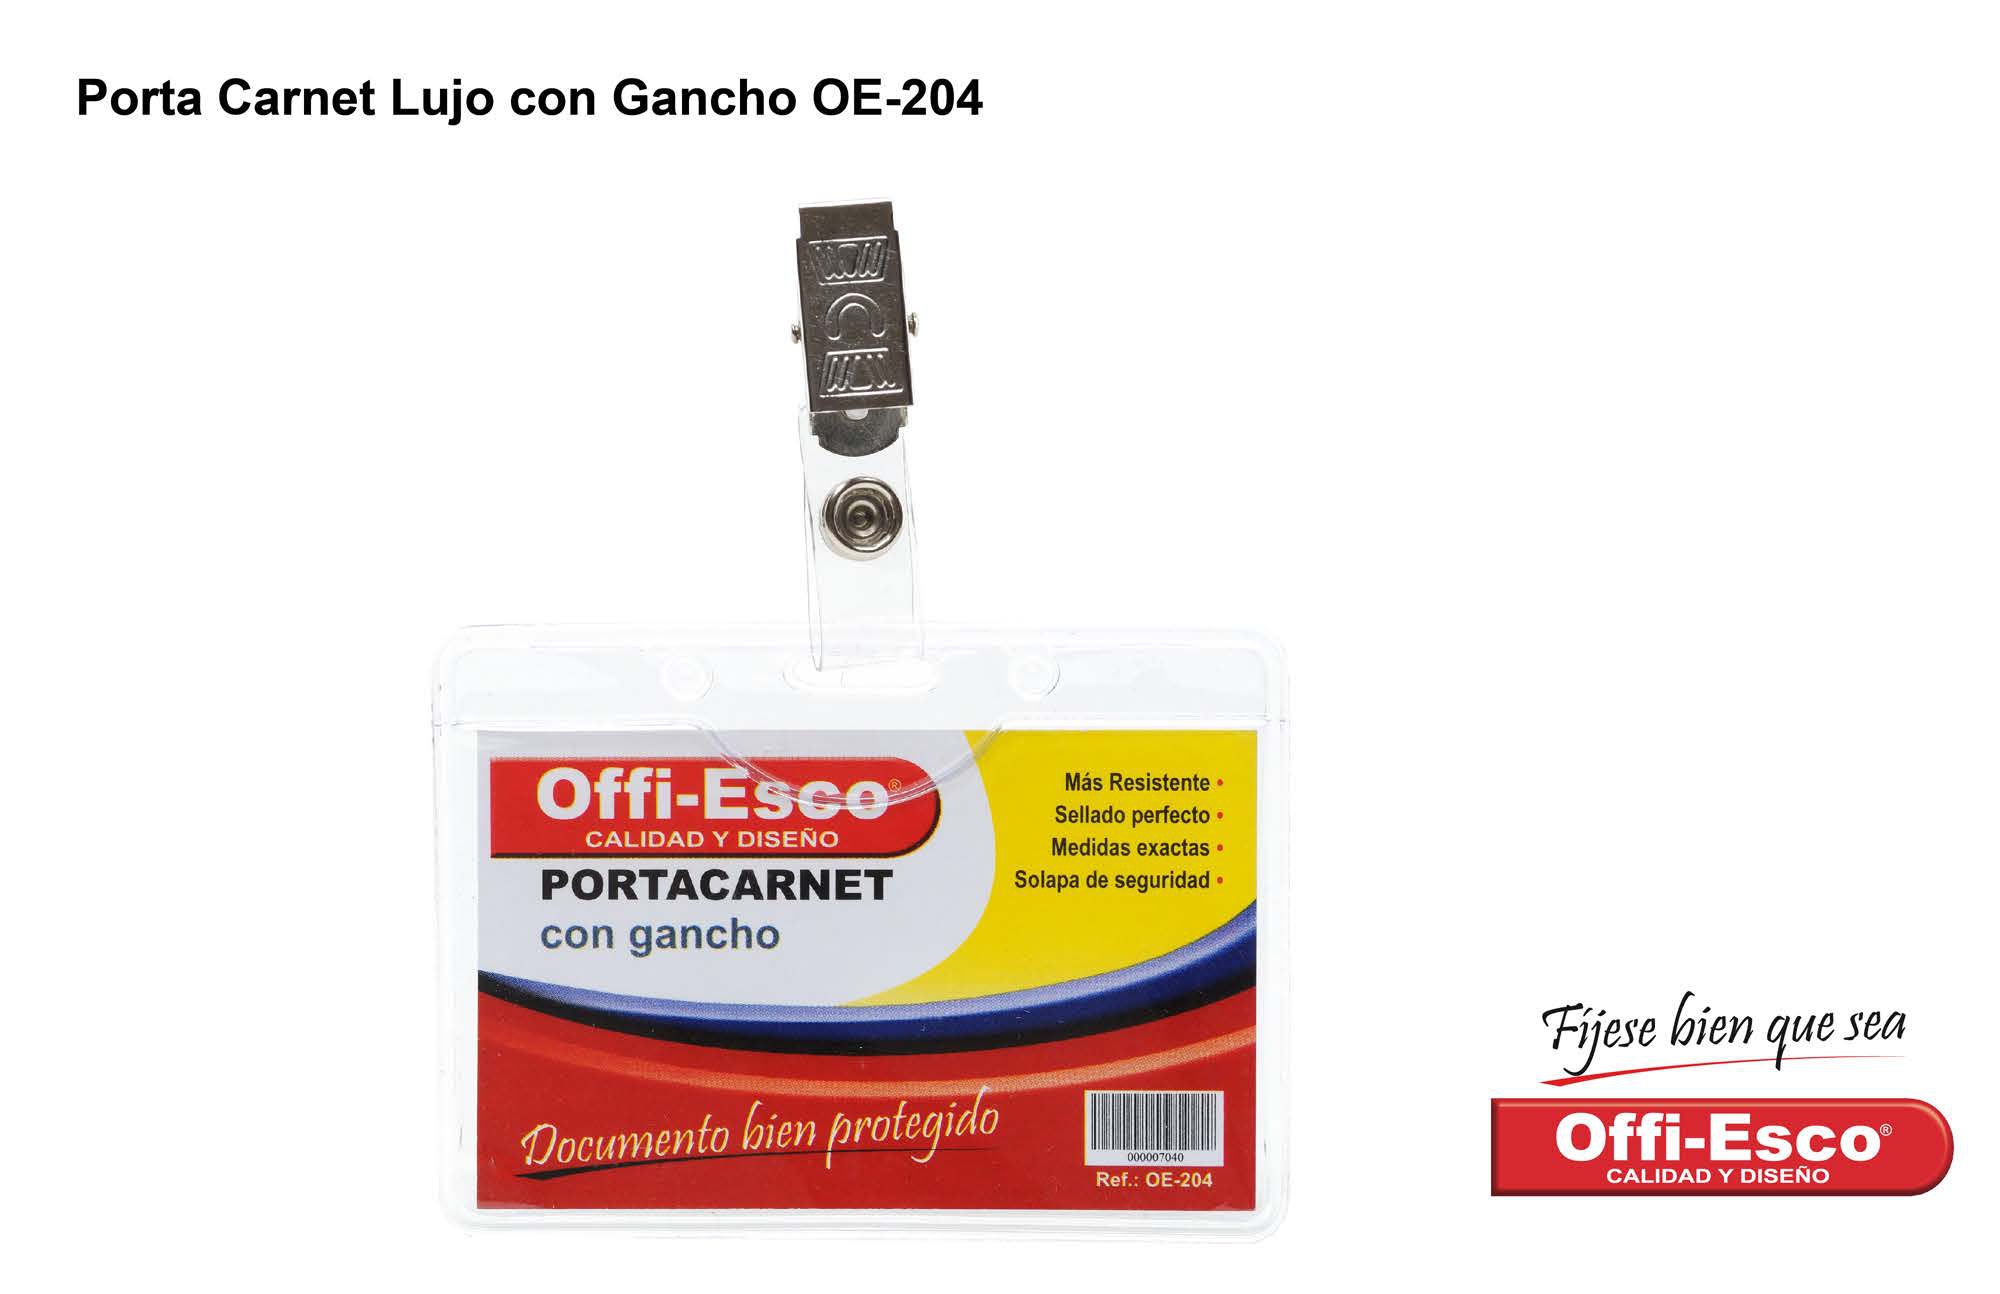 Porta Carnet Lujo con Gancho OE-204
Offi-Esco®
CALIDAD Y DISEÑO
PORTACARNET
con gancho
Más Resistente •
Sellado perfecto •
Medidas exactas •
Solapa de seguridad •
Documento bien protegido
000007040
Ref.: OE-204
Fíjese bien que sea
Offi-Esco®
CALIDAD Y DISEÑO